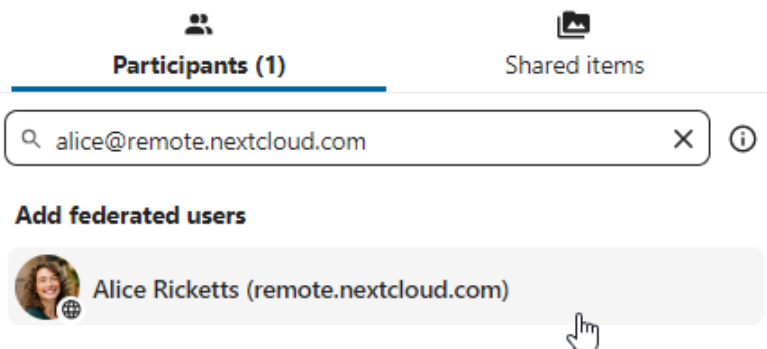 Participants (1)
Shared items
alice@remote.nextcloud.com
Add federated users
Alice Ricketts (remote.nextcloud.com)